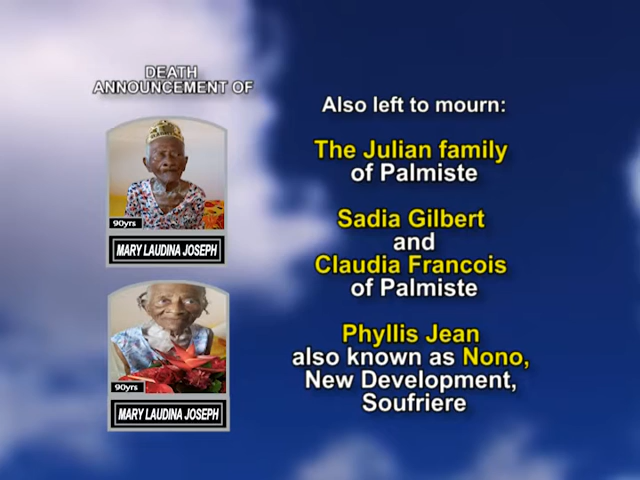 DEATH
ANNOUNCEMENT OF
90yrs
MARY LAUDINA JOSEPH
90yrs
MARY LAUDINA JOSEPH
Also left to mourn:
The Julian family
of Palmiste
Sadia Gilbert
and
Claudia Francois
of Palmiste
Phyllis Jean
also known as Nono,
New Development,
Soufriere